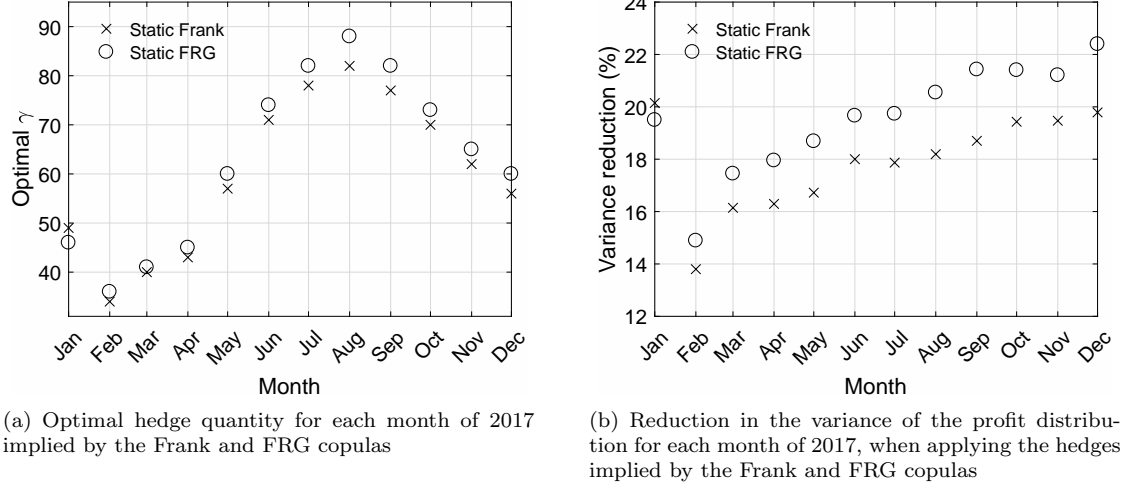 90
80
70
60
50
40
Optimal γ
Static Frank
Static FRG
Jan
Feb
Mar
Apr
May
Jun
Jul
Aug
Sep
Oct
Nov
Dec
Month
(a) Optimal hedge quantity for each month of 2017
implied by the Frank and FRG copulas
24
22
20
18
16
14
12
Variance reduction (%)
Static Frank
Static FRG
Jan
Feb
Mar
Apr
May
Jun
Jul
Aug
Sep
Oct
Nov
Dec
Month
(b) Reduction in the variance of the profit distribu-
tion for each month of 2017, when applying the hedges
implied by the Frank and FRG copulas